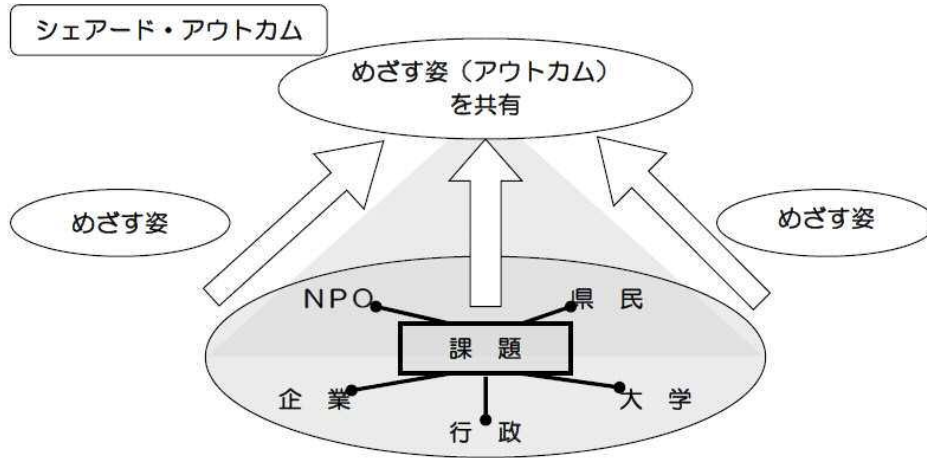 シェアード・アウトカム
めざす姿（アウトカム）
を共有
めざす姿
めざす姿
NPO
県民
課題
企業
大学
行政